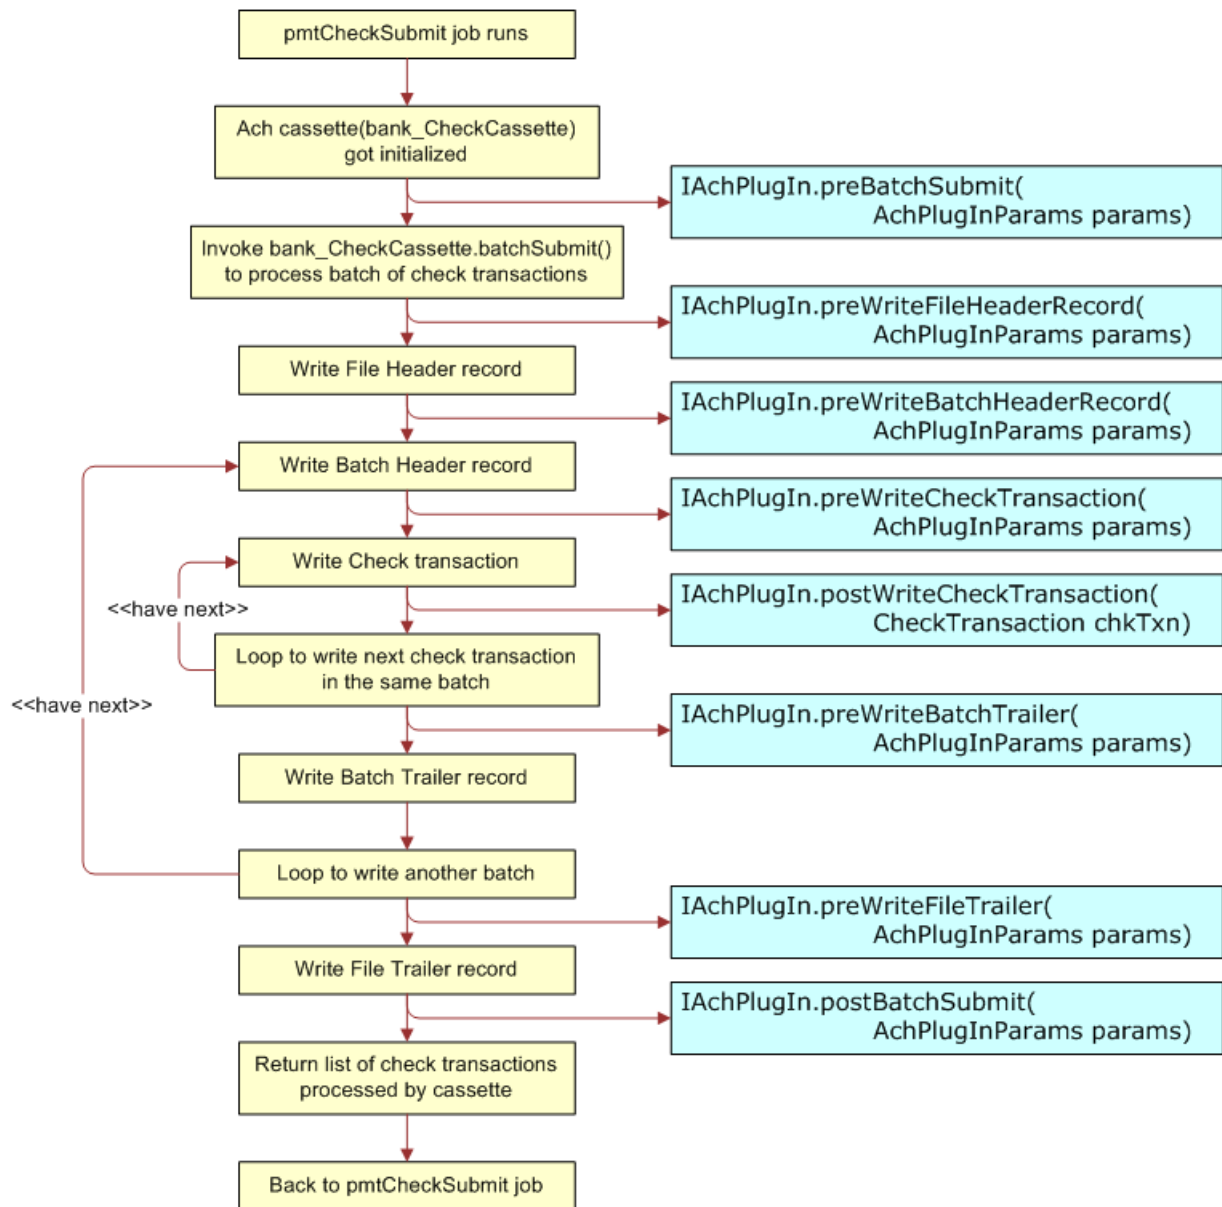 pmtCheckSubmit job runs
Ach cassette(bank_CheckCassette)
got initialized
IAchPlugIn.preBatchSubmit(
AchPlugInParams params)
Invoke bank_CheckCassette.batchSubmit()
to process batch of check transactions
IAchPlugIn.preWriteFileHeaderRecord(
AchPlugInParams params)
Write File Header record
IAchPlugIn.preWriteBatchHeaderRecord(
AchPlugInParams params)
Write Batch Header record
IAchPlugIn.preWriteCheckTransaction(
AchPlugInParams params)
Write Check transaction
<<have next>>
IAchPlugIn.postWriteCheckTransaction(
CheckTransaction chkTxn)
Loop to write next check transaction
in the same batch
<<have next>>
IAchPlugIn.preWriteBatchTrailer(
AchPlugInParams params)
Write Batch Trailer record
Loop to write another batch
IAchPlugIn.preWriteFileTrailer(
AchPlugInParams params)
Write File Trailer record
IAchPlugIn.postBatchSubmit(
AchPlugInParams params)
Return list of check transactions
processed by cassette
Back to pmtCheckSubmit job